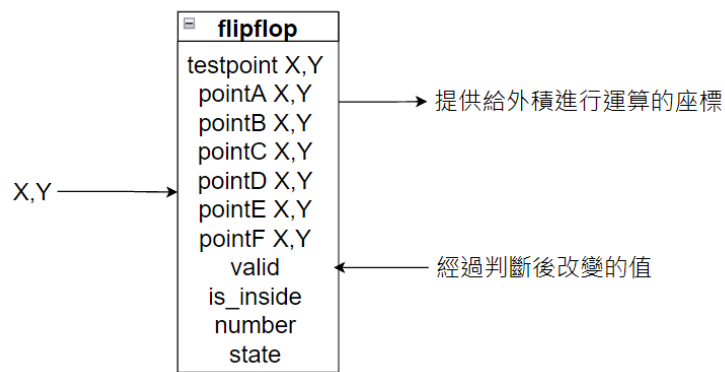 flipflop
testpoint X,Y
pointA X,Y
提供給外積進行運算的座標
pointB X,Y
pointC X,Y
pointD X,Y
X,Y
pointE X,Y
pointF X,Y
valid
經過判斷後改變的值
is_inside
number
state